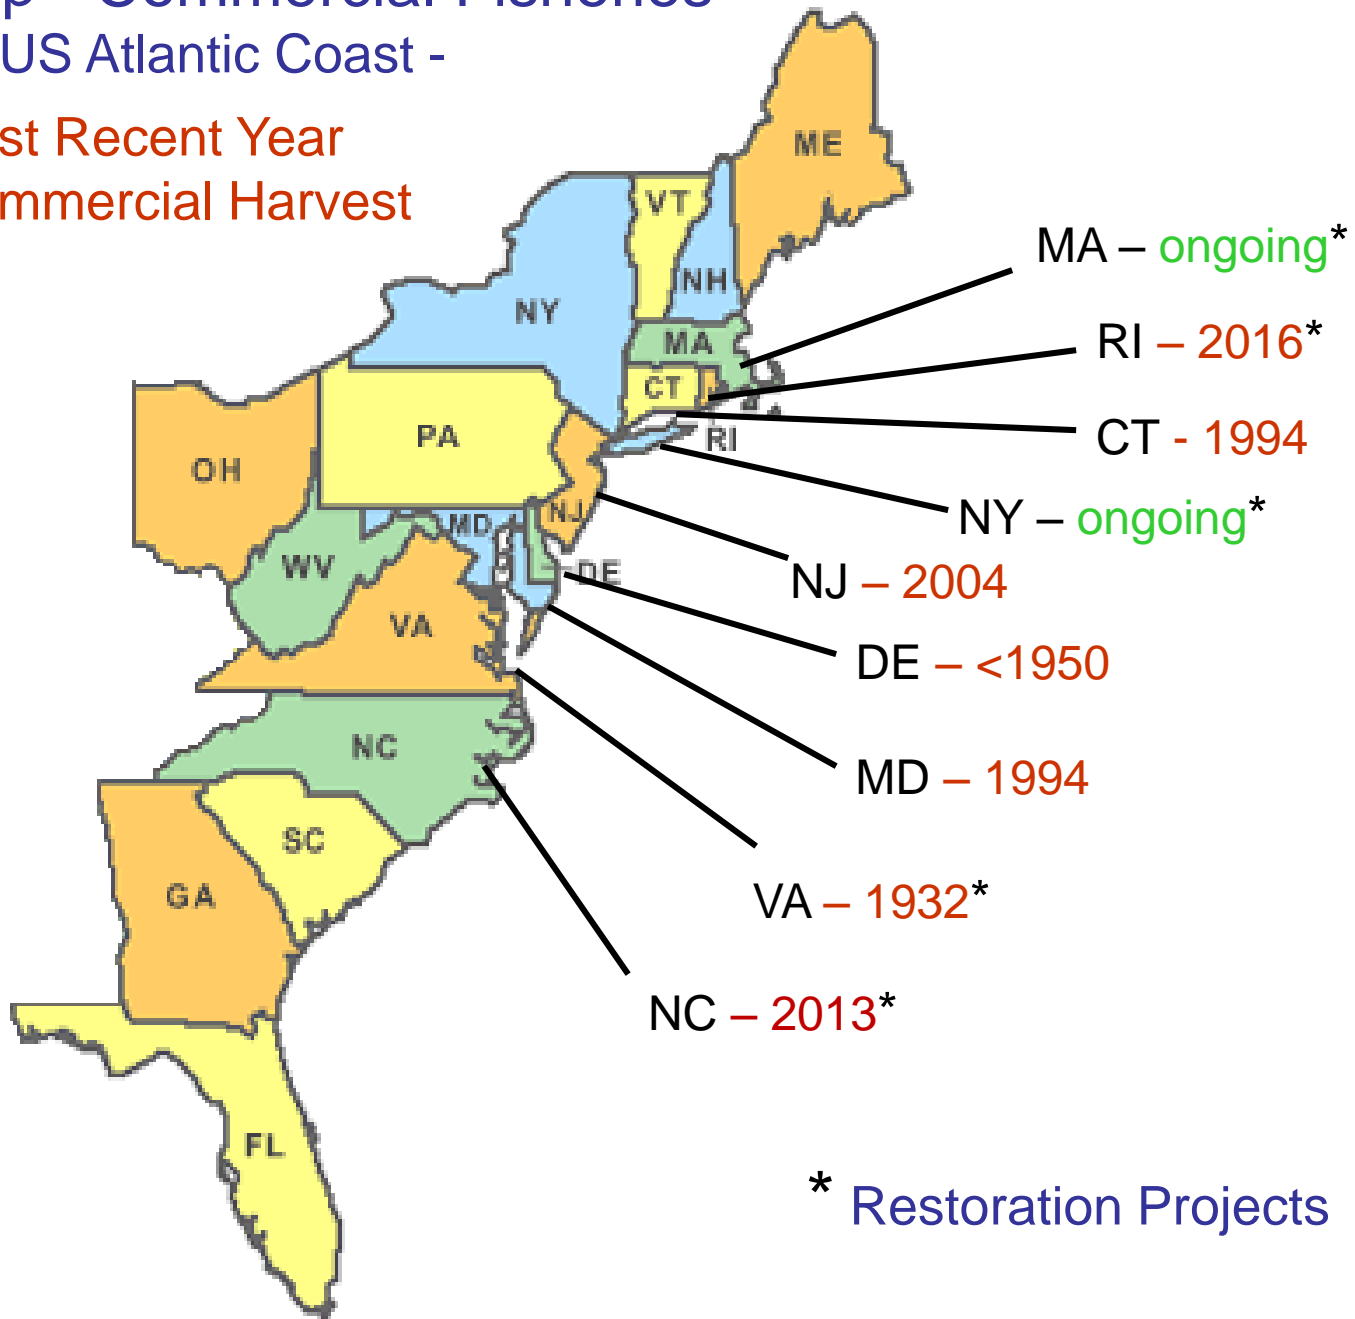 p - Commercial Fisheries
US Atlantic Coast -
st Recent Year
mmercial Harvest
ME
VT
NH
NY
MA
CT
RI
PA
OH
NJ
MD
DE
WV
VA
NC
SC
GA
FL
MA – ongoing*
RI – 2016*
CT - 1994
NY – ongoing*
NJ – 2004
DE – <1950
MD – 1994
VA – 1932*
NC – 2013*
* Restoration Projects